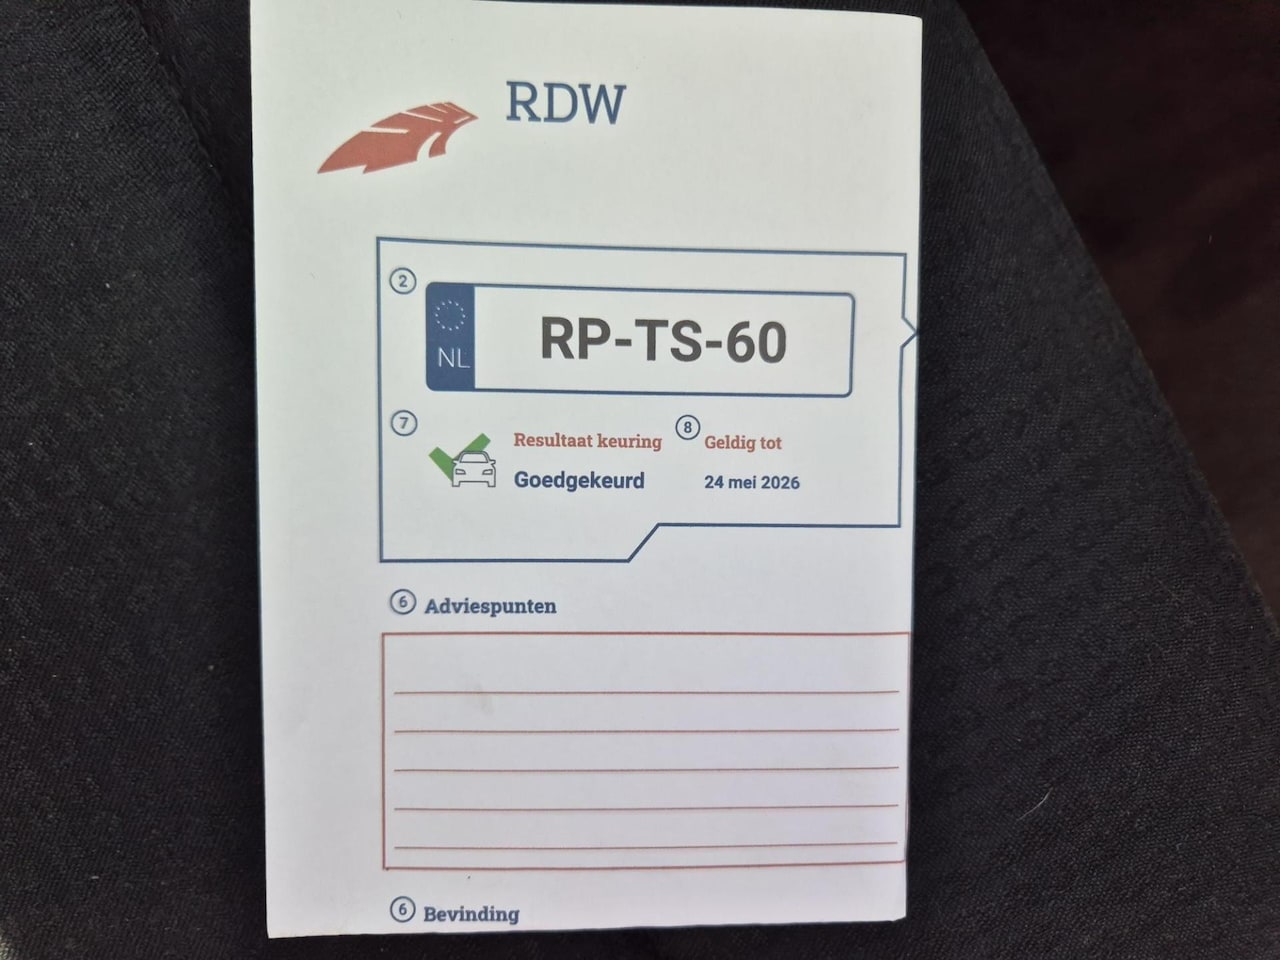 RDW
2
NL
RP-TS-60
7
Resultaat keuring
Goedgekeurd
8
Geldig tot
24 mei 2026
6 Adviespunten
6 Bevinding